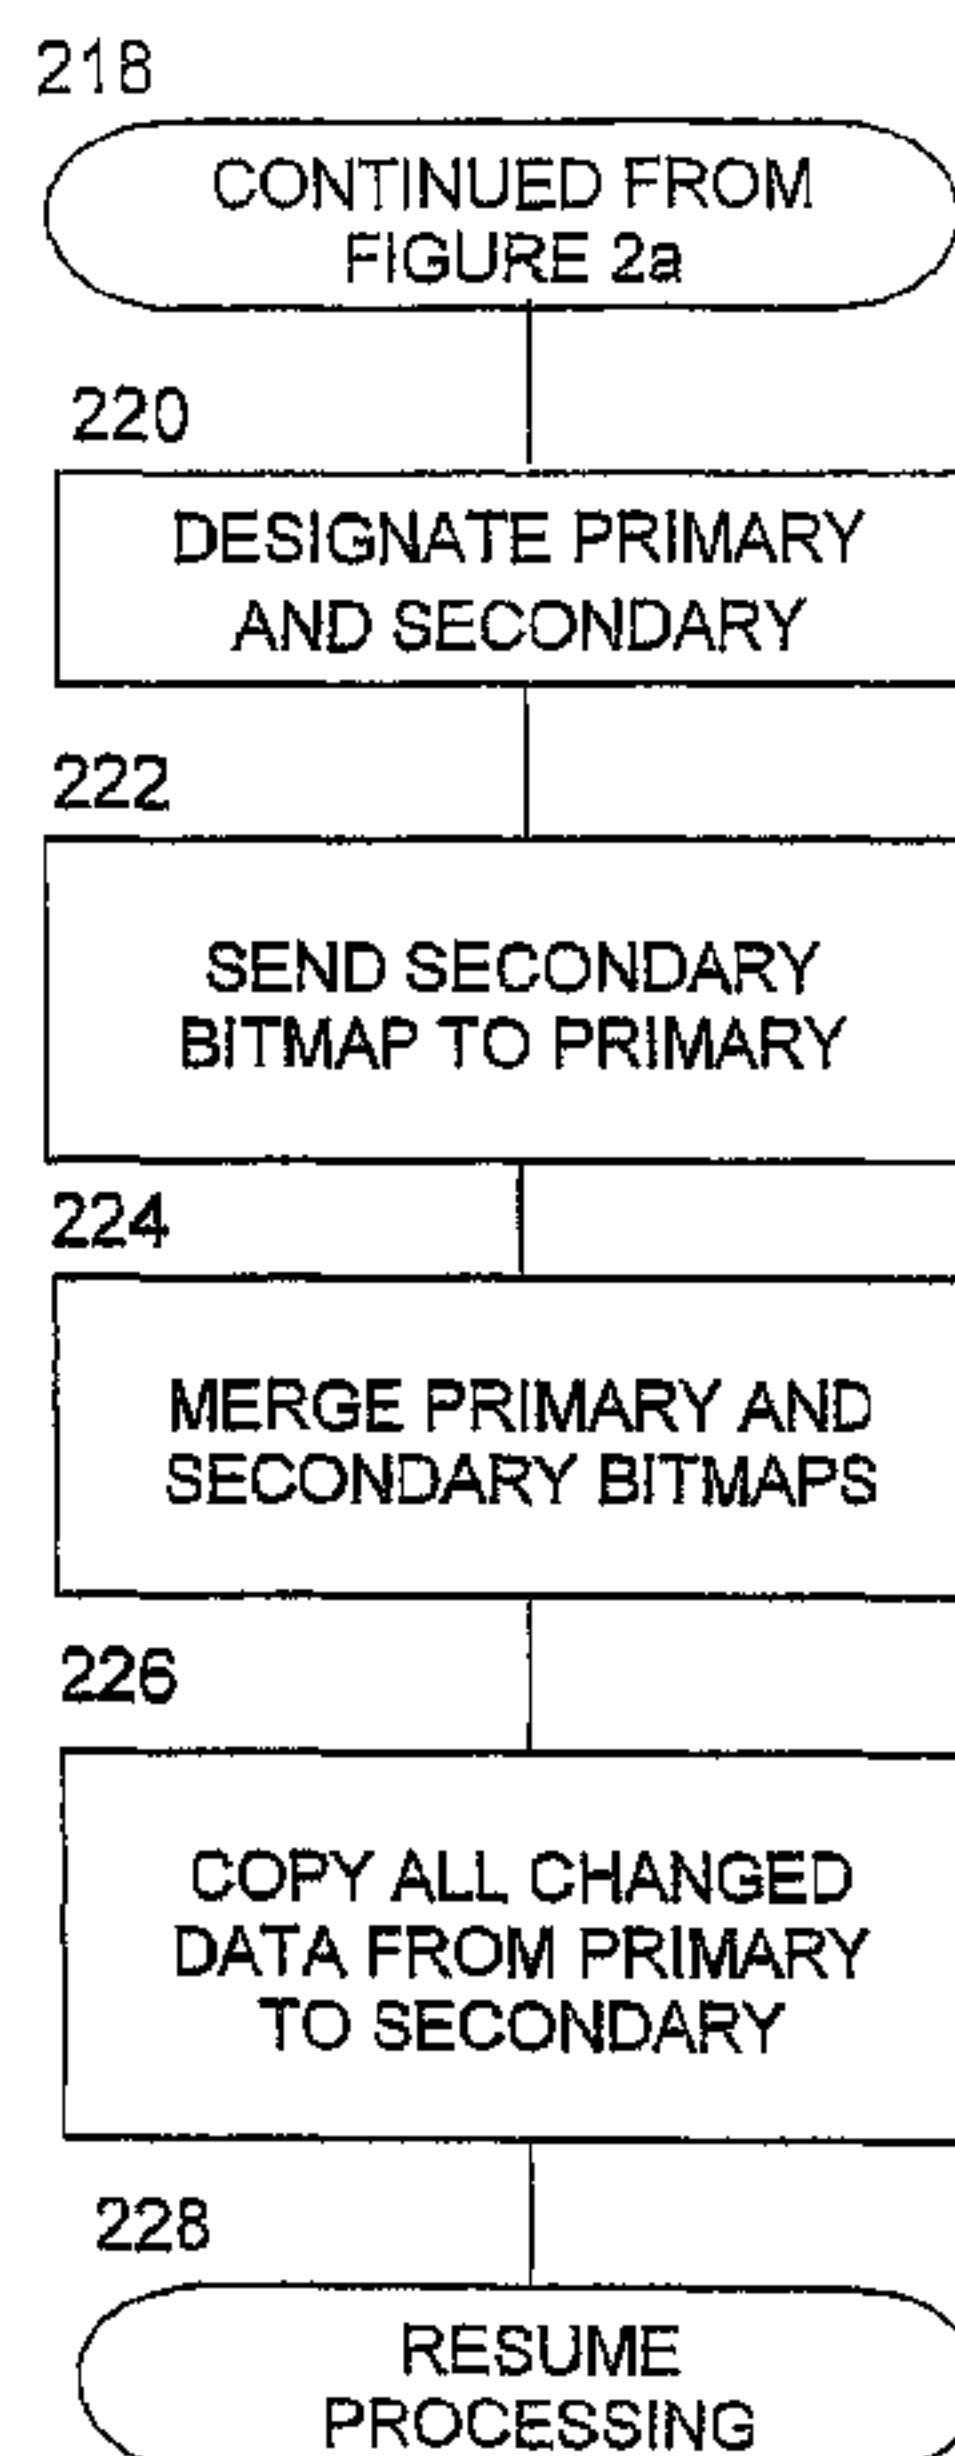 218
CONTINUED FROM
FIGURE 2a
220
DESIGNATE PRIMARY
AND SECONDARY
222
SEND SECONDARY
BITMAP TO PRIMARY
224
MERGE PRIMARY AND
SECONDARY BITMAPS
226
COPY ALL CHANGED
DATA FROM PRIMARY
TO SECONDARY
228
RESUME
PROCESSING